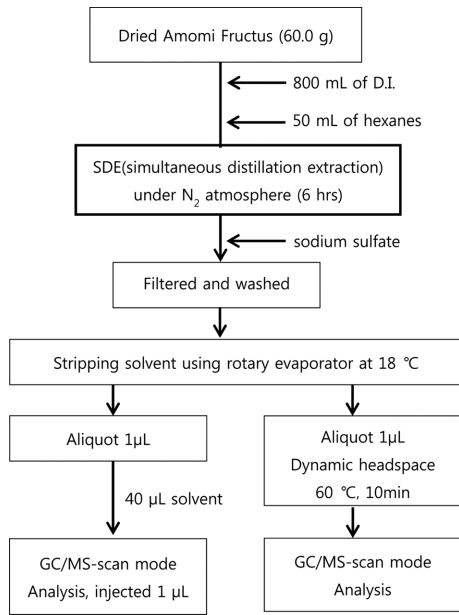 Dried Amomi Fructus (60.0 g)
800 mL of D.I.
50 mL of hexanes
SDE(simultaneous distillation extraction)
under N₂ atmosphere (6 hrs)
sodium sulfate
Filtered and washed
Stripping solvent using rotary evaporator at 18 ℃
Aliquot 1μL
40 μL solvent
GC/MS-scan mode
Analysis, injected 1 μL
Aliquot 1μL
Dynamic headspace
60 ℃, 10min
GC/MS-scan mode
Analysis